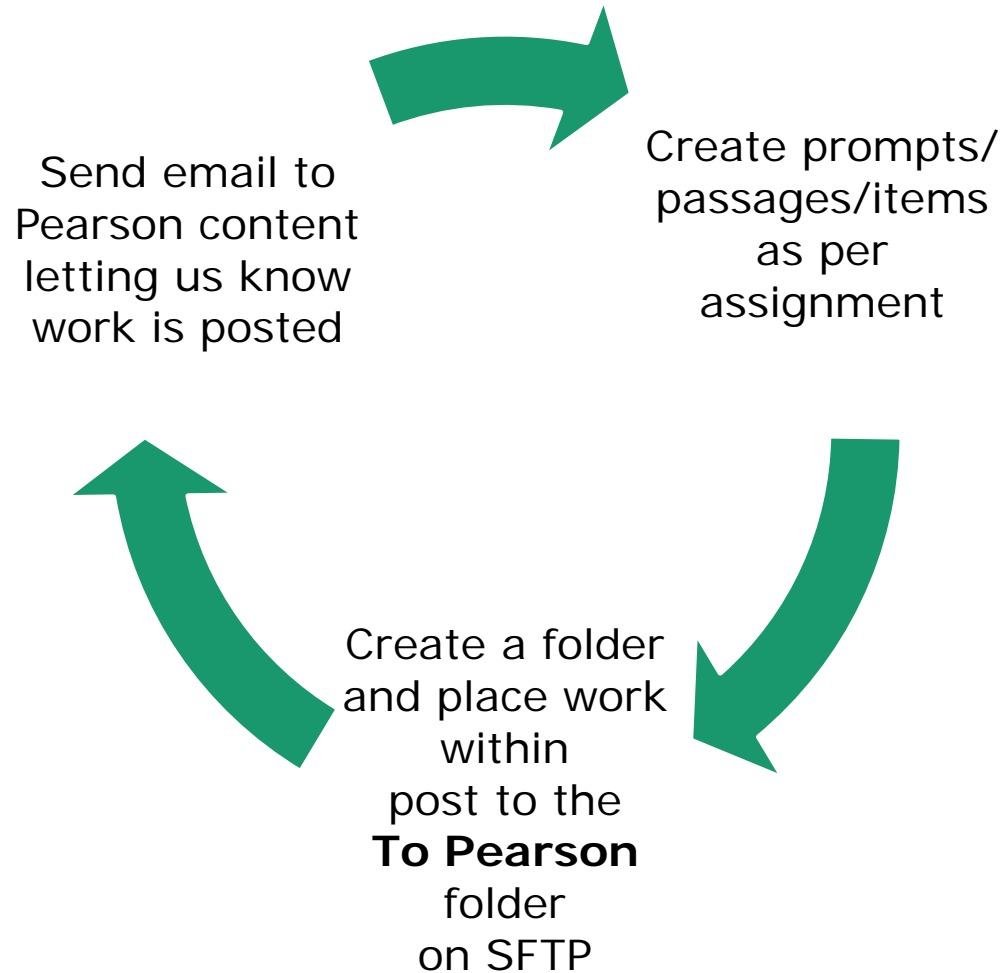 Send email to
Pearson content
letting us know
work is posted
Create prompts/
passages/items
as per
assignment
Create a folder
and place work
within
post to the
To Pearson
folder
on SFTP